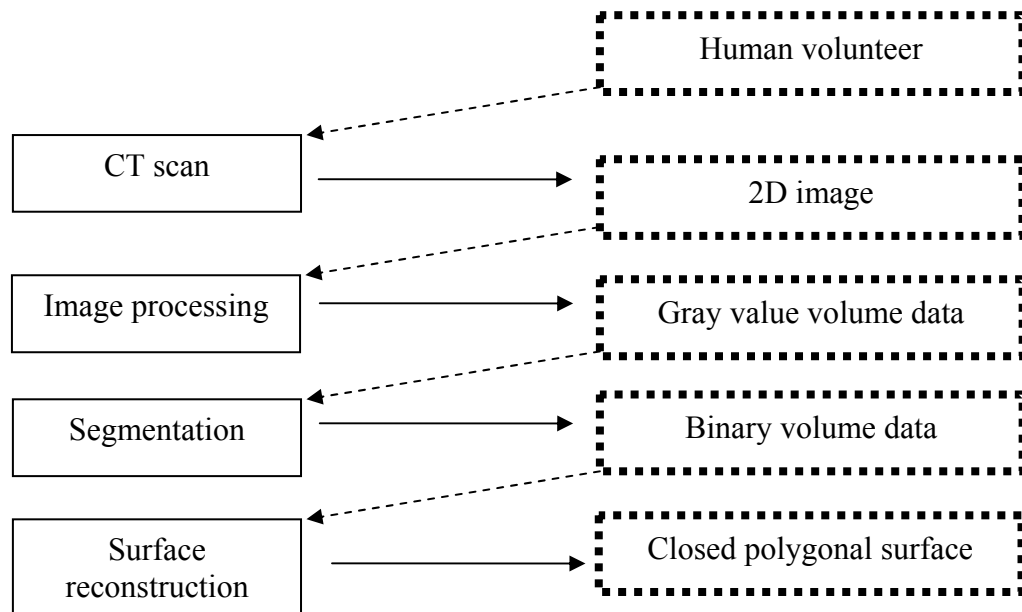 Human volunteer
CT scan
2D image
Image processing
Gray value volume data
Segmentation
Binary volume data
Surface
reconstruction
Closed polygonal surface